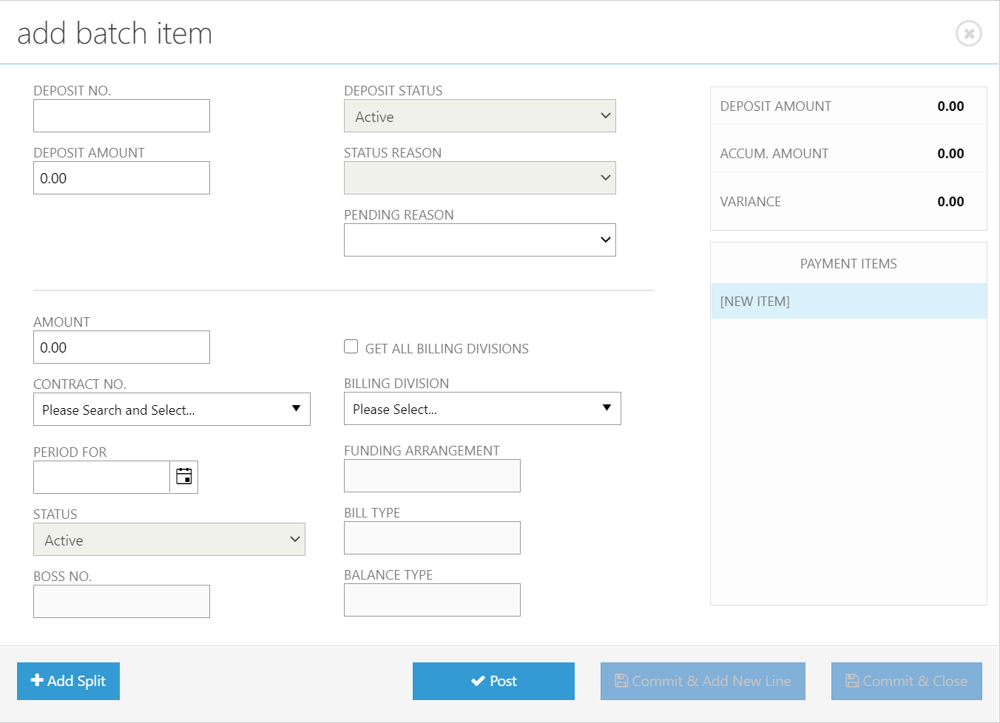 add batch item
DEPOSIT NO.
DEPOSIT STATUS
Active
DEPOSIT AMOUNT
0.00
STATUS REASON
PENDING REASON
AMOUNT
0.00
GET ALL BILLING DIVISIONS
CONTRACT NO.
Please Search and Select...
BILLING DIVISION
Please Select...
PERIOD FOR
FUNDING ARRANGEMENT
STATUS
Active
BILL TYPE
BOSS NO.
BALANCE TYPE
DEPOSIT AMOUNT 0.00
ACCUM. AMOUNT 0.00
VARIANCE 0.00
PAYMENT ITEMS
[NEW ITEM]
Add Split
Post
Commit & Add New Line
Commit & Close